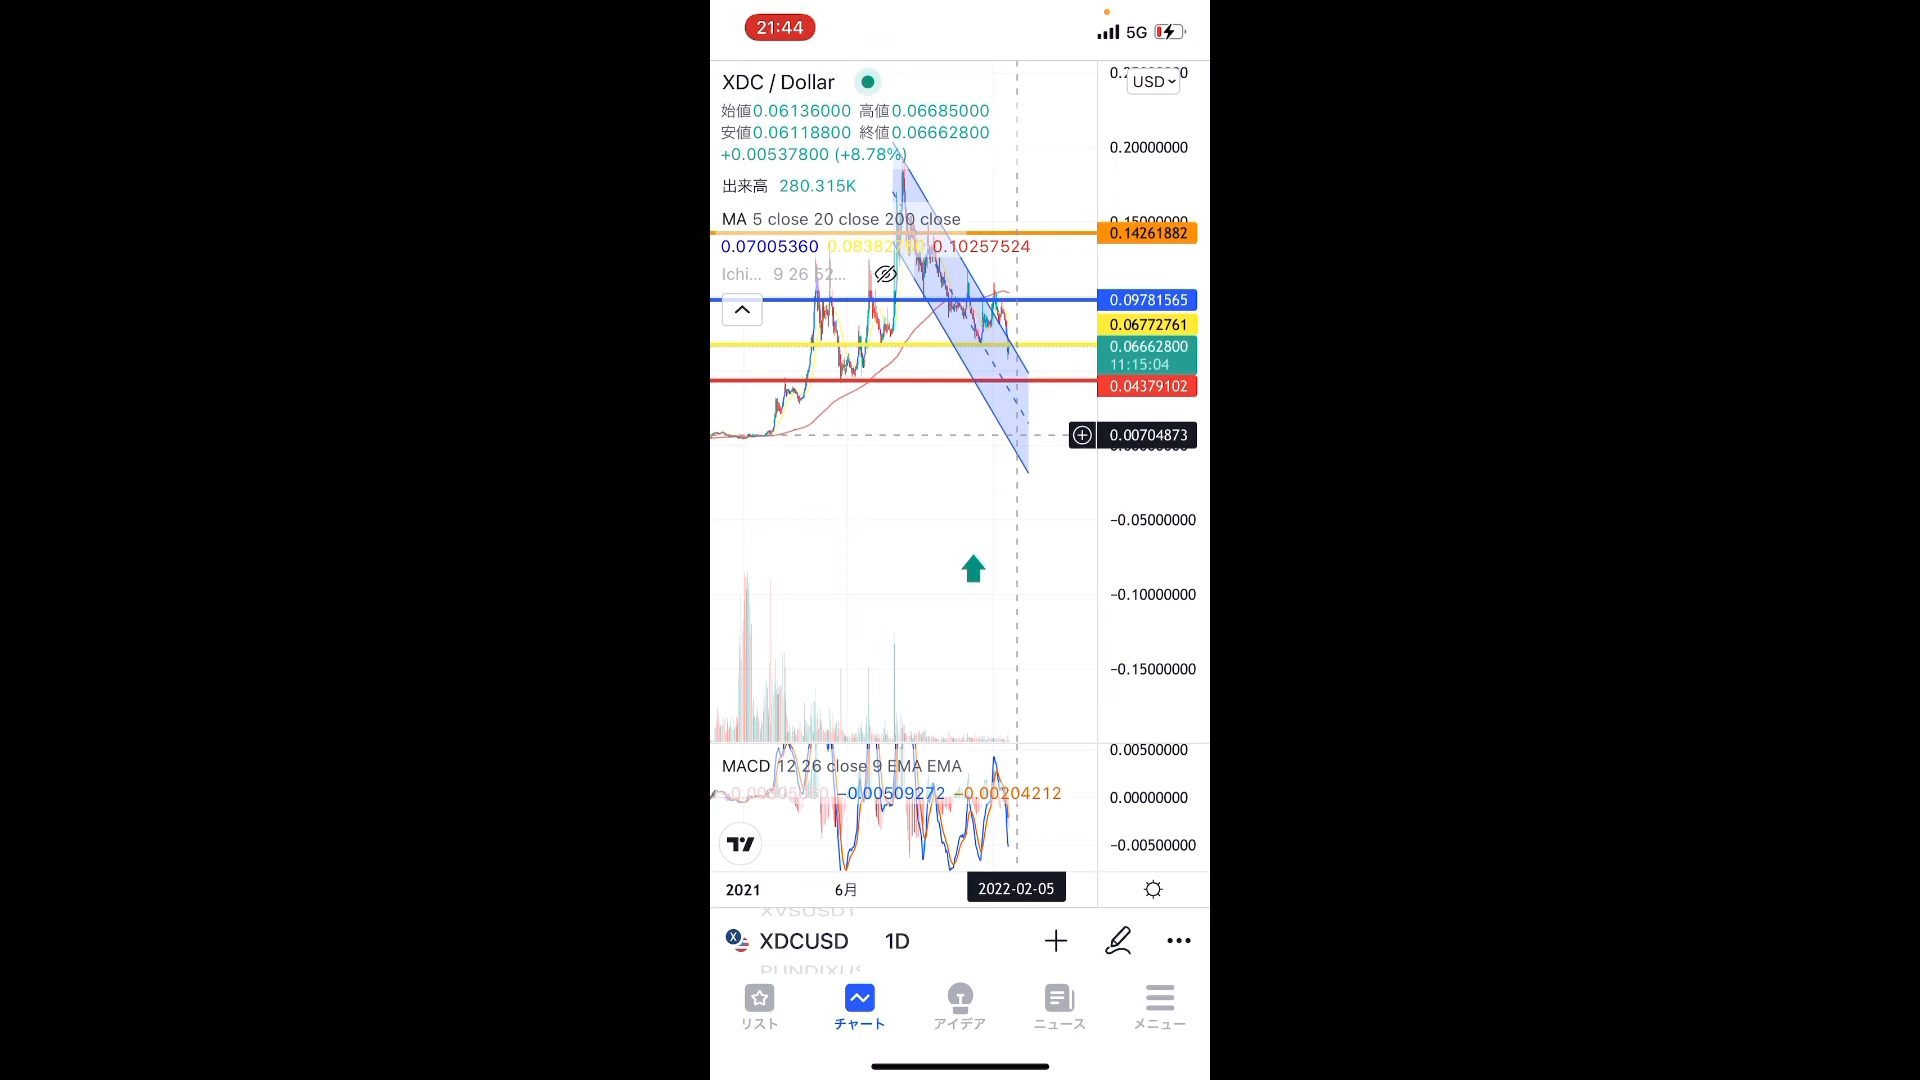 21:44
5G
XDC / Dollar
USD
始値0.06136000 高値0.06685000
安値0.06118800 終値0.06662800
+0.00537800 (+8.78%)
0.20000000
出来高 280.315K
MA 5 close 20 close 200 close
0.15000000
0.14261882
0.07005360 0.10257524
Ichi... 9 26 52...
0.09781565
0.06772761
0.06662800
11:15:04
0.04379102
0.00704873
−0.05000000
−0.10000000
−0.15000000
0.00500000
MACD 12 26 close 9 EMA EMA
−0.00509272 −0.00204212
0.00000000
−0.00500000
2021
6月
2022-02-05
XDCUSD 1D
リスト
チャート
アイデア
ニュース
メニュー